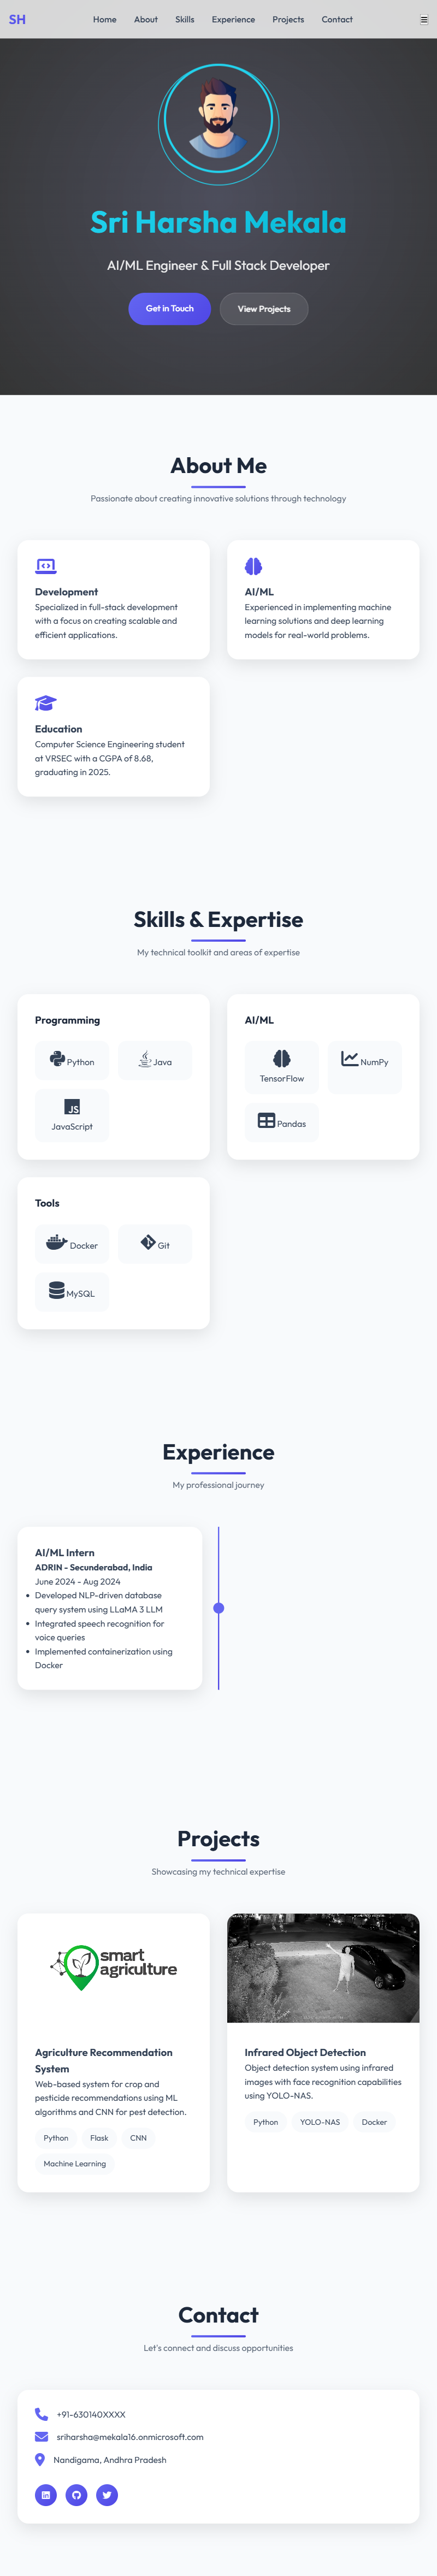 SH
Home About Skills Experience Projects Contact
Sri Harsha Mekala
AI/ML Engineer & Full Stack Developer
Get in Touch View Projects
About Me
Passionate about creating innovative solutions through technology
Development
Specialized in full-stack development
with a focus on creating scalable and
efficient applications.
AI/ML
Experienced in implementing machine
learning solutions and deep learning
models for real-world problems.
Education
Computer Science Engineering student
at VRSEC with a CGPA of 8.68,
graduating in 2025.
Skills & Expertise
My technical toolkit and areas of expertise
Programming
Python Java
JS
JavaScript
AI/ML
TensorFlow NumPy
Pandas
Tools
Docker Git
MySQL
Experience
My professional journey
AI/ML Intern
ADRIN - Secunderabad, India
June 2024 - Aug 2024
Developed NLP-driven database
query system using LLaMA 3 LLM
Integrated speech recognition for
voice queries
Implemented containerization using
Docker
Projects
Showcasing my technical expertise
smart
agriculture
Agriculture Recommendation
System
Web-based system for crop and
pesticide recommendations using ML
algorithms and CNN for pest detection.
Python Flask CNN
Machine Learning
Infrared Object Detection
Object detection system using infrared
images with face recognition capabilities
using YOLO-NAS.
Python YOLO-NAS Docker
Contact
Let's connect and discuss opportunities
+91-630140XXXX
sriharsha@mekala16.onmicrosoft.com
Nandigama, Andhra Pradesh